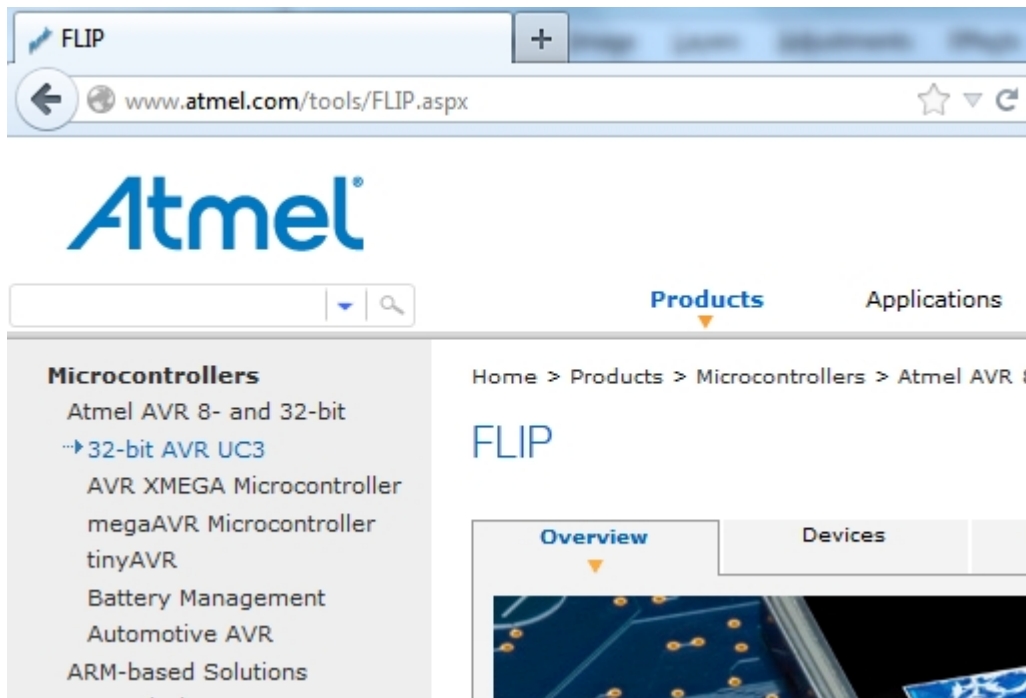 FLIP
www.atmel.com/tools/FLIP.aspx
Atmel®
Products
Applications
Microcontrollers
Atmel AVR 8- and 32-bit
32-bit AVR UC3
AVR XMEGA Microcontroller
megaAVR Microcontroller
tinyAVR
Battery Management
Automotive AVR
ARM-based Solutions
Home > Products > Microcontrollers > Atmel AVR
FLIP
Overview
Devices